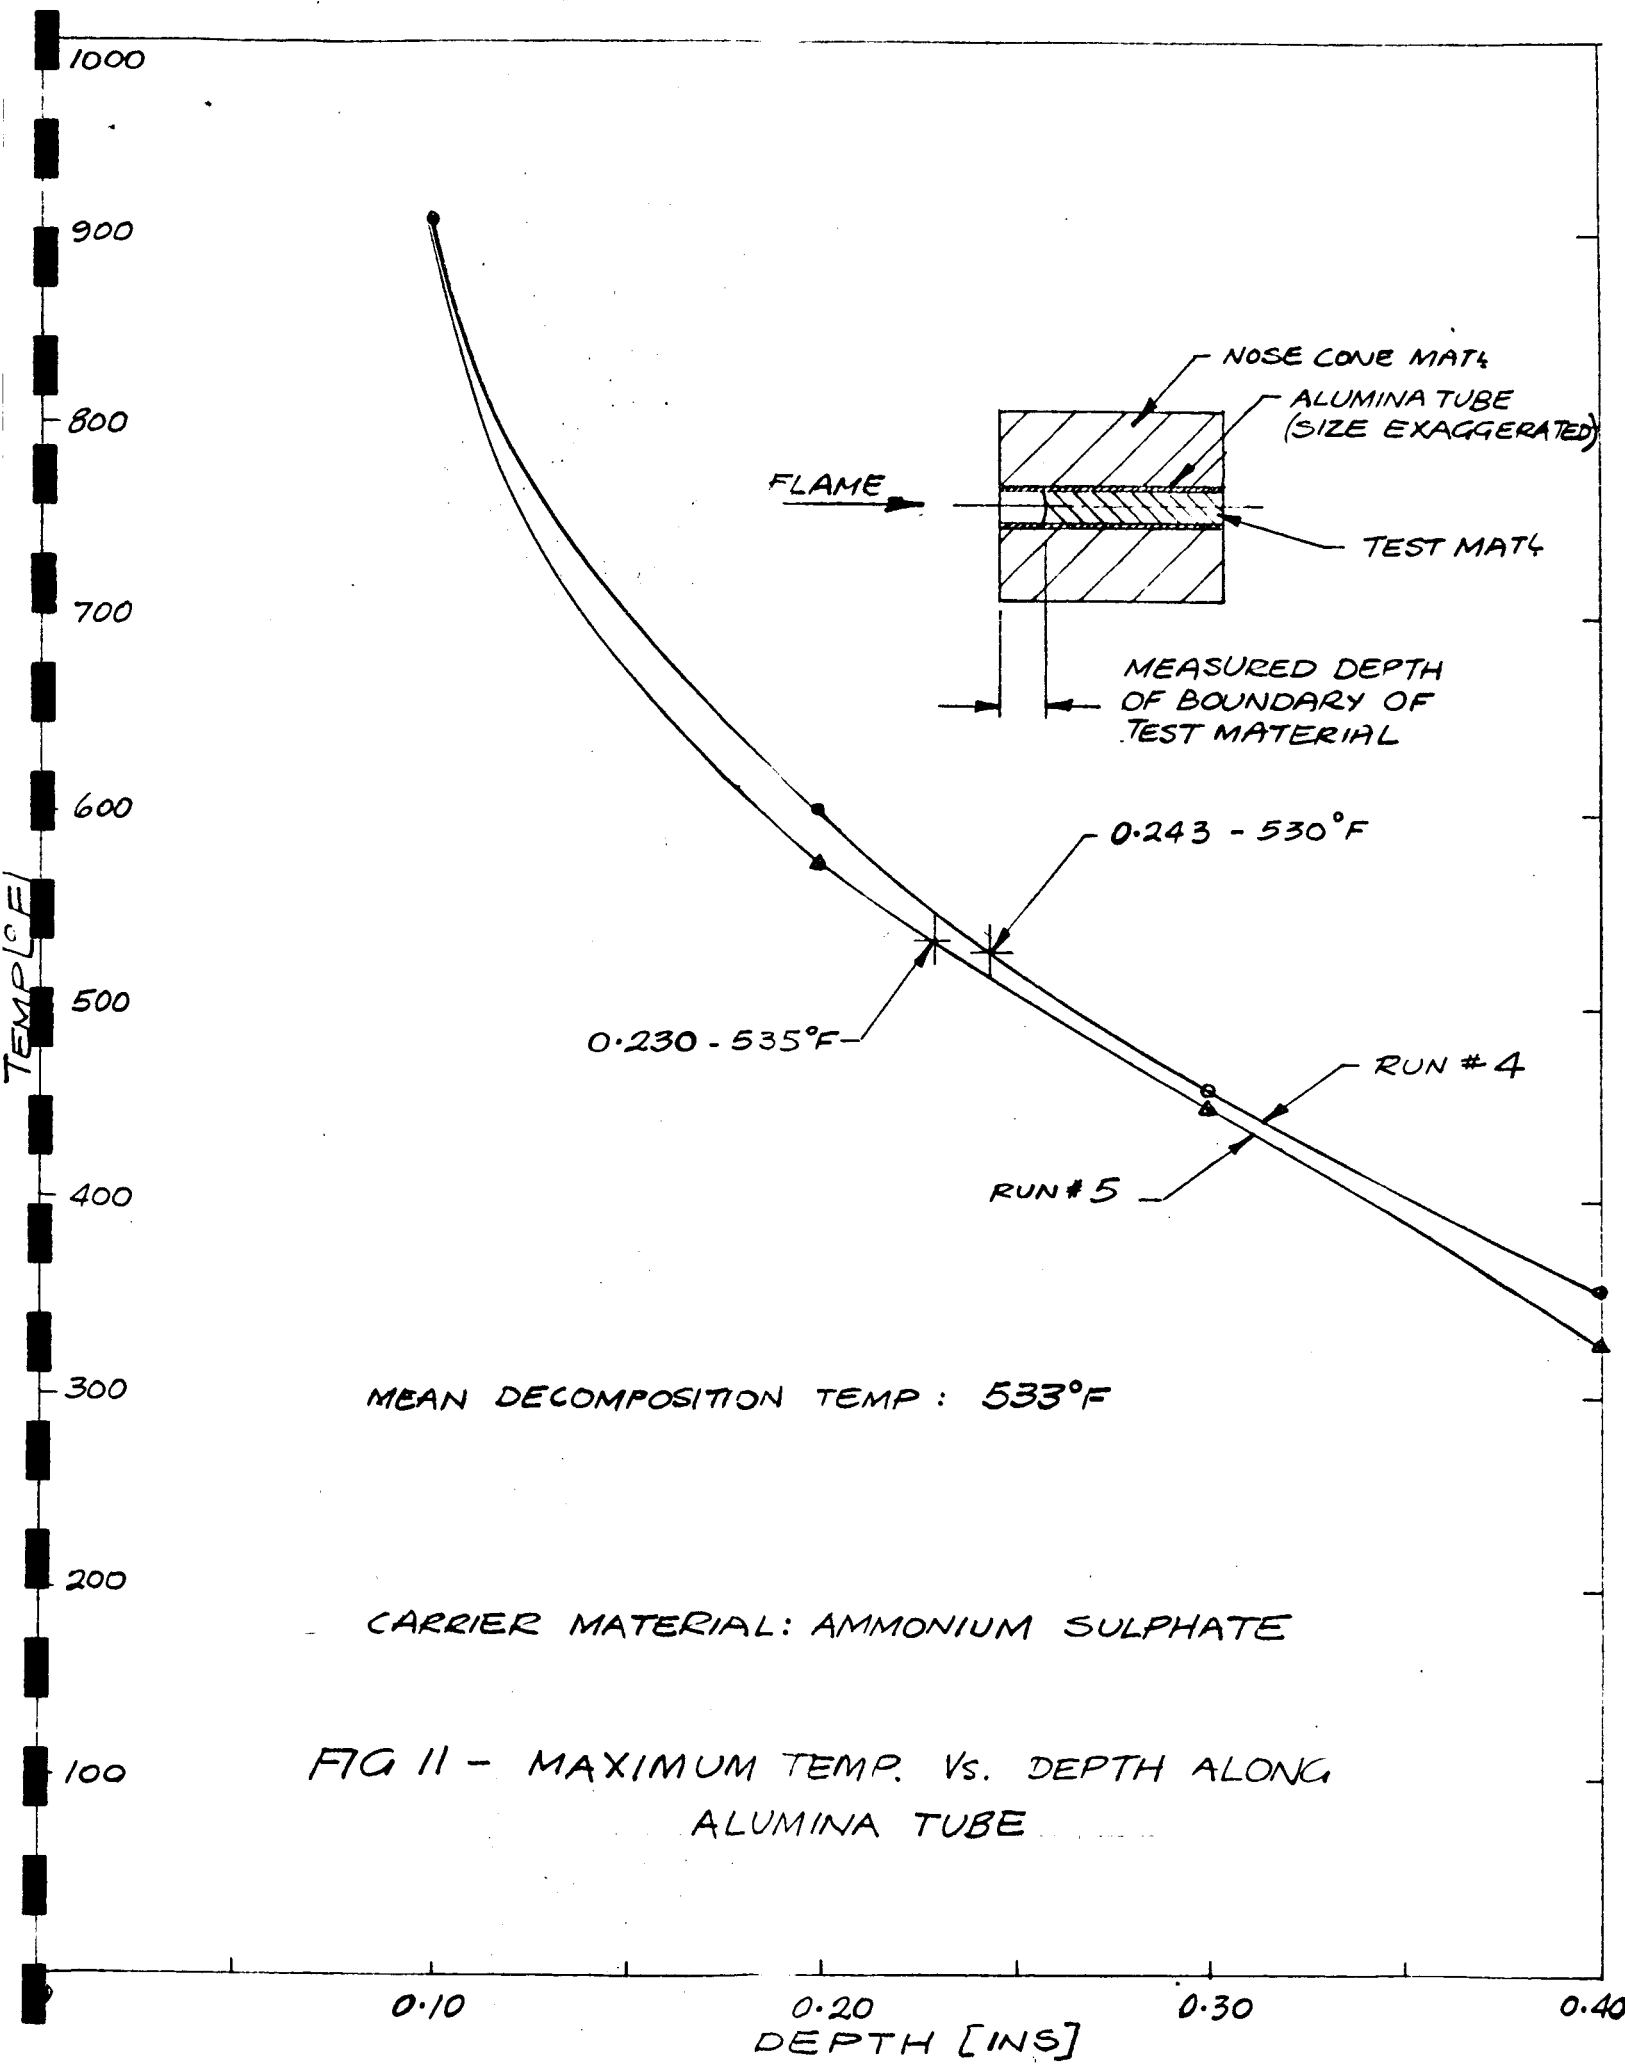 1000
900
800
700
600
500
400
300
200
100
TEMP [°F]
NOSE CONE MATL
ALUMINA TUBE
(SIZE EXAGGERATED)
FLAME
TEST MATL
MEASURED DEPTH
OF BOUNDARY OF
TEST MATERIAL
0.243 - 530°F
0.230 - 535°F
RUN #4
RUN #5
MEAN DECOMPOSITION TEMP: 533°F
CARRIER MATERIAL: AMMONIUM SULPHATE
FIG 11 - MAXIMUM TEMP. Vs. DEPTH ALONG
ALUMINA TUBE
0.10 0.20 0.30 0.40
DEPTH [INS]